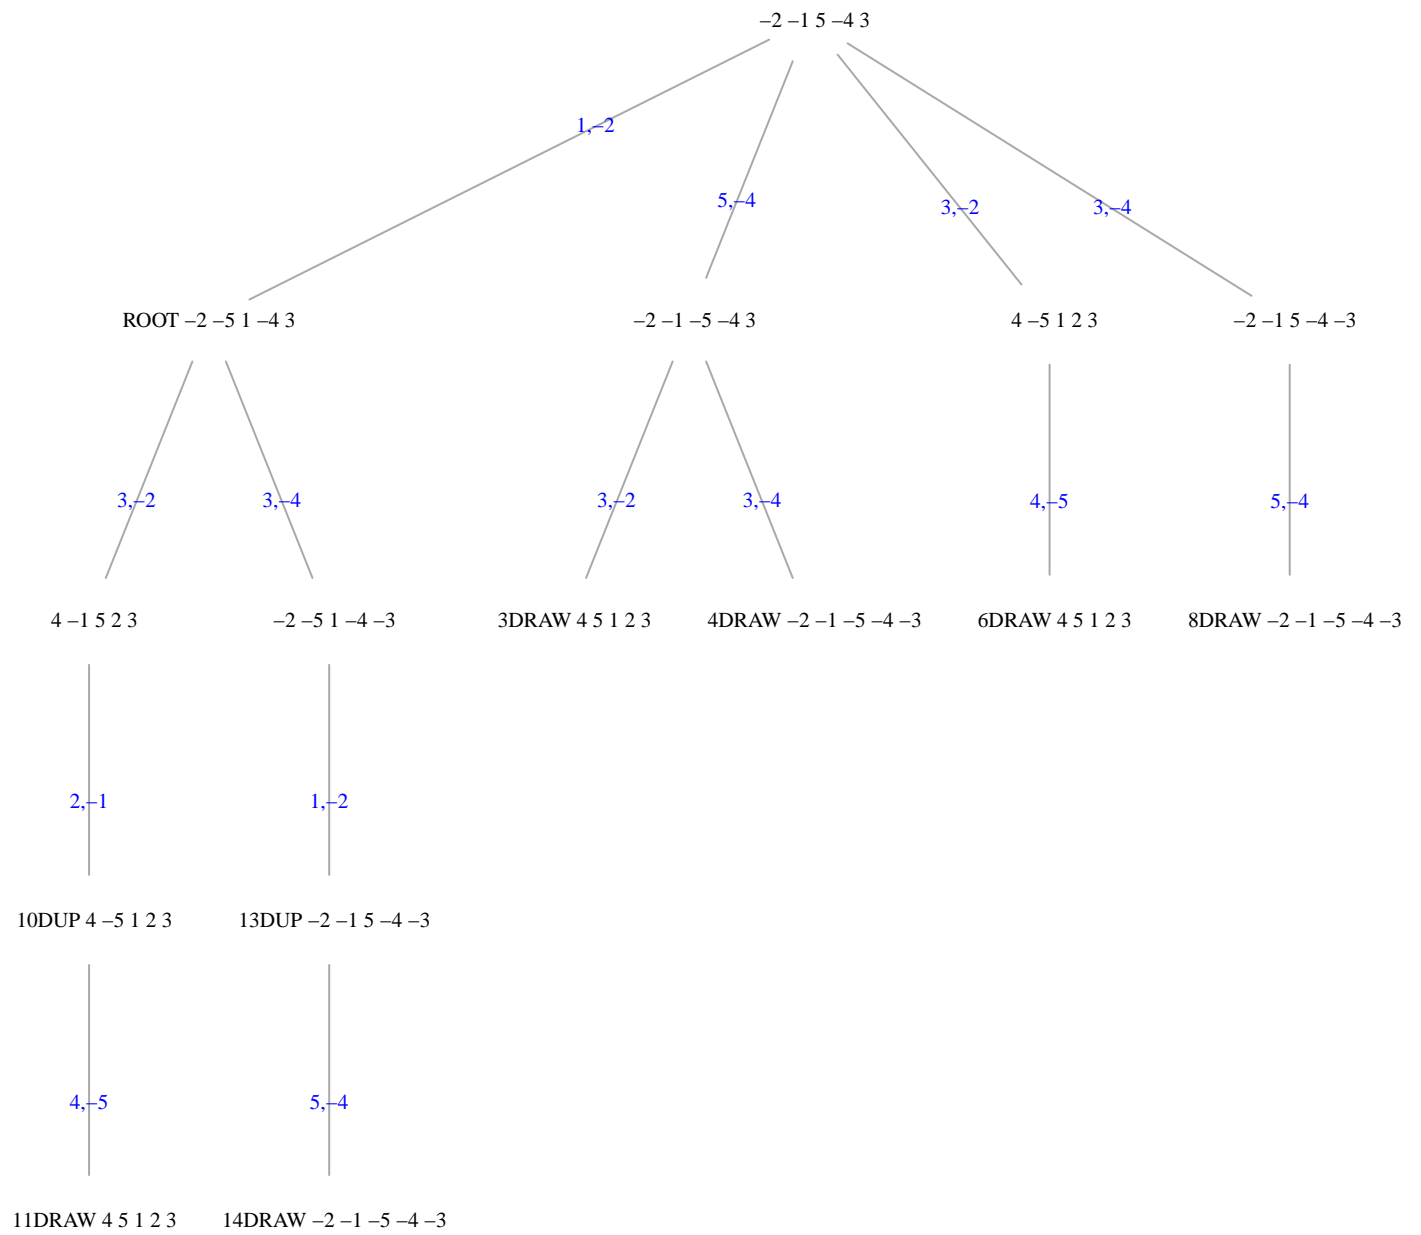 –2 –1 5 –4 3
1,–2
5,–4
3,–2
3,–4
ROOT –2 –5 1 –4 3
–2 –1 –5 –4 3
4 –5 1 2 3
–2 –1 5 –4 –3
3,–2
3,–4
3,–2
3,–4
4,–5
5,–4
4 –1 5 2 3
–2 –5 1 –4 –3
3DRAW 4 5 1 2 3
4DRAW –2 –1 –5 –4 –3
6DRAW 4 5 1 2 3
8DRAW –2 –1 –5 –4 –3
2,–1
1,–2
10DUP 4 –5 1 2 3
13DUP –2 –1 5 –4 –3
4,–5
5,–4
11DRAW 4 5 1 2 3
14DRAW –2 –1 –5 –4 –3